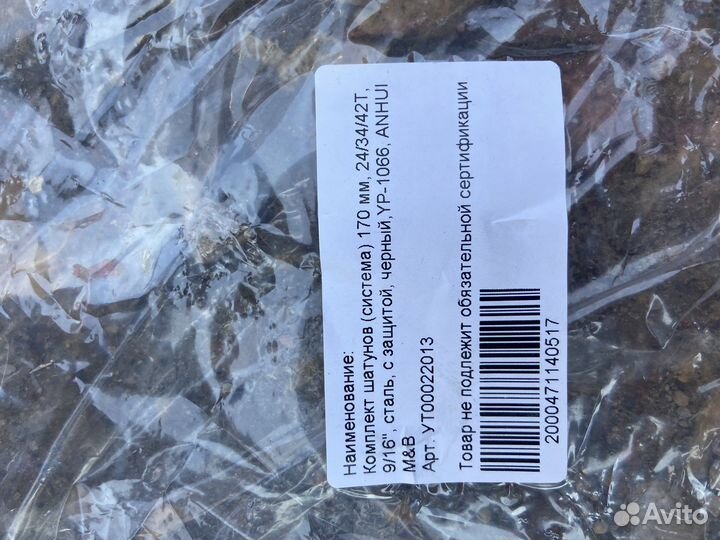 Наименование:
Комплект шатунов (система) 170 мм, 24/34/42Т,
9/16", сталь, с защитой, черный,YP-1066, ANHUI
M&B
Арт. УТ00022013
Товар не подлежит обязательной сертификации
2000471140517
Avito